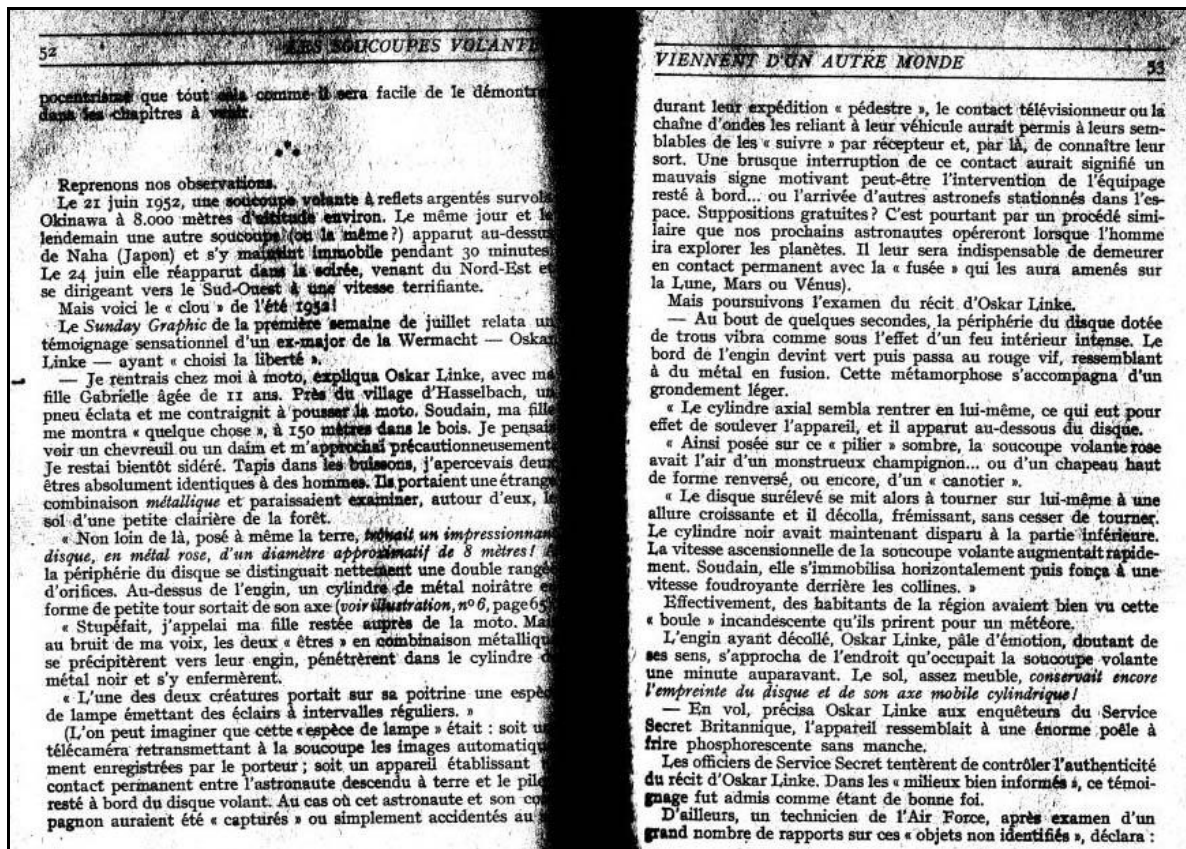 52 LES SOUCOUPES VOLANTE
pocentrisme que tout cela comme il sera facile de le démontre
dans les chapitres à venir.
Reprenons nos observations.
Le 21 juin 1952, une soucoupe volante à reflets argentés survola
Okinawa à 8.000 mètres d'altitude environ. Le même jour et le
lendemain une autre soucoupe (ou la même?) apparut au-dessus
de Naha (Japon) et s'y maintint immobile pendant 30 minutes.
Le 24 juin elle réapparut dans la soirée, venant du Nord-Est et
se dirigeant vers le Sud-Ouest à une vitesse terrifiante.
Mais voici le « clou » de l'été 1952!
Le Sunday Graphic de la première semaine de juillet relata un
témoignage sensationnel d'un ex-major de la Wermacht — Oskar
Linke — ayant « choisi la liberté ».
— Je rentrais chez moi à moto, expliqua Oskar Linke, avec ma
fille Gabrielle âgée de 11 ans. Près du village d'Hasselbach, un
pneu éclata et me contraignit à pousser la moto. Soudain, ma fille
me montra « quelque chose », à 150 mètres dans le bois. Je pensais
voir un chevreuil ou un daim et m'approchai précautionneusement.
Je restai bientôt sidéré. Tapis dans les buissons, j'apercevais deux
êtres absolument identiques à des hommes. Ils portaient une étrange
combinaison métallique et paraissaient examiner, autour d'eux, le
sol d'une petite clairière de la forêt.
« Non loin de là, posé à même la terre, trônait un impressionnan
disque, en métal rose, d'un diamètre approximatif de 8 mètres!
la périphérie du disque se distinguait nettement une double rangé
d'orifices. Au-dessus de l'engin, un cylindre de métal noirâtre e
forme de petite tour sortait de son axe (voir illustration, nº 6, page 65
« Stupéfait, j'appelai ma fille restée auprès de la moto. Mai
au bruit de ma voix, les deux « êtres » en combinaison métalliqu
se précipitèrent vers leur engin, pénétrèrent dans le cylindre d
métal noir et s'y enfermèrent.
« L'une des deux créatures portait sur sa poitrine une espèc
de lampe émettant des éclairs à intervalles réguliers. »
(L'on peut imaginer que cette « espèce de lampe » était : soit un
télécaméra retransmettant à la soucoupe les images automatiqu
ment enregistrées par le porteur ; soit un appareil établissant
contact permanent entre l'astronaute descendu à terre et le pilo
resté à bord du disque volant. Au cas où cet astronaute et son co
pagnon auraient été « capturés » ou simplement accidentés au
VIENNENT D'UN AUTRE MONDE 53
durant leur expédition « pédestre », le contact télévisionneur ou la
chaîne d'ondes les reliant à leur véhicule aurait permis à leurs sem-
blables de les « suivre » par récepteur et, par là, de connaître leur
sort. Une brusque interruption de ce contact aurait signifié un
mauvais signe motivant peut-être l'intervention de l'équipage
resté à bord... ou l'arrivée d'autres astronefs stationnés dans l'es-
pace. Suppositions gratuites? C'est pourtant par un procédé simi-
laire que nos prochains astronautes opéreront lorsque l'homme
ira explorer les planètes. Il leur sera indispensable de demeurer
en contact permanent avec la « fusée » qui les aura amenés sur
la Lune, Mars ou Vénus).
Mais poursuivons l'examen du récit d'Oskar Linke.
— Au bout de quelques secondes, la périphérie du disque dotée
de trous vibra comme sous l'effet d'un feu intérieur intense. Le
bord de l'engin devint vert puis passa au rouge vif, ressemblant
à du métal en fusion. Cette métamorphose s'accompagna d'un
grondement léger.
« Le cylindre axial sembla rentrer en lui-même, ce qui eut pour
effet de soulever l'appareil, et il apparut au-dessous du disque.
« Ainsi posée sur ce « pilier » sombre, la soucoupe volante rose
avait l'air d'un monstrueux champignon... ou d'un chapeau haut
de forme renversé, ou encore, d'un « canotier ».
« Le disque surélevé se mit alors à tourner sur lui-même à une
allure croissante et il décolla, frémissant, sans cesser de tourner.
Le cylindre noir avait maintenant disparu à la partie inférieure.
La vitesse ascensionnelle de la soucoupe volante augmentait rapide-
ment. Soudain, elle s'immobilisa horizontalement puis fonça à une
vitesse foudroyante derrière les collines. »
Effectivement, des habitants de la région avaient bien vu cette
« boule » incandescente qu'ils prirent pour un météore.
L'engin ayant décollé, Oskar Linke, pâle d'émotion, doutant de
ses sens, s'approcha de l'endroit qu'occupait la soucoupe volante
une minute auparavant. Le sol, assez meuble, conservait encore
l'empreinte du disque et de son axe mobile cylindrique!
— En vol, précisa Oskar Linke aux enquêteurs du Service
Secret Britannique, l'appareil ressemblait à une énorme poêle à
frire phosphorescente sans manche.
Les officiers de Service Secret tentèrent de contrôler l'authenticité
du récit d'Oskar Linke. Dans les « milieux bien informés », ce témoi-
gnage fut admis comme étant de bonne foi.
D'ailleurs, un technicien de l'Air Force, après examen d'un
grand nombre de rapports sur ces « objets non identifiés », déclara :